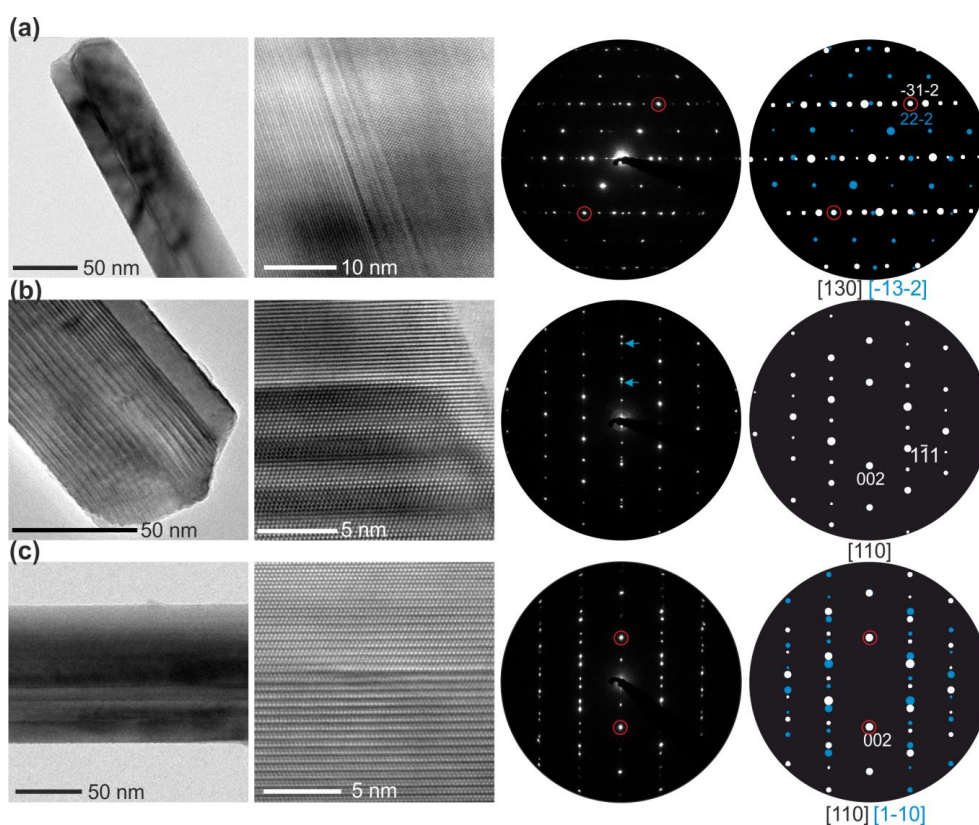 (a)
50 nm
10 nm
-31-2
22-2
[130] [-13-2]
(b)
50 nm
5 nm
002
11̄1
[110]
(c)
50 nm
5 nm
002
[110] [1-10]